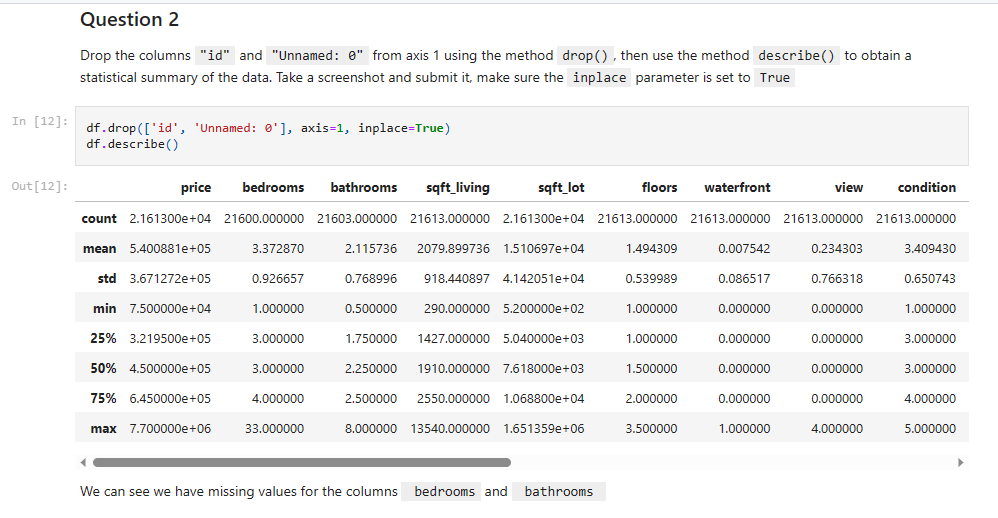 Question 2
Drop the columns "id" and "Unnamed: 0" from axis 1 using the method drop() , then use the method describe() to obtain a
statistical summary of the data. Take a screenshot and submit it, make sure the inplace parameter is set to True
In [12]:
df.drop(['id', 'Unnamed: 0'], axis=1, inplace=True)
df.describe()
Out[12]:
price bedrooms bathrooms sqft_living sqft_lot floors waterfront view condition
count 2.161300e+04 21600.000000 21603.000000 21613.000000 2.161300e+04 21613.000000 21613.000000 21613.000000 21613.000000
mean 5.400881e+05 3.372870 2.115736 2079.899736 1.510697e+04 1.494309 0.007542 0.234303 3.409430
std 3.671272e+05 0.926657 0.768996 918.440897 4.142051e+04 0.539989 0.086517 0.766318 0.650743
min 7.500000e+04 1.000000 0.500000 290.000000 5.200000e+02 1.000000 0.000000 0.000000 1.000000
25% 3.219500e+05 3.000000 1.750000 1427.000000 5.040000e+03 1.000000 0.000000 0.000000 3.000000
50% 4.500000e+05 3.000000 2.250000 1910.000000 7.618000e+03 1.500000 0.000000 0.000000 3.000000
75% 6.450000e+05 4.000000 2.500000 2550.000000 1.068800e+04 2.000000 0.000000 0.000000 4.000000
max 7.700000e+06 33.000000 8.000000 13540.000000 1.651359e+06 3.500000 1.000000 4.000000 5.000000
We can see we have missing values for the columns bedrooms and bathrooms